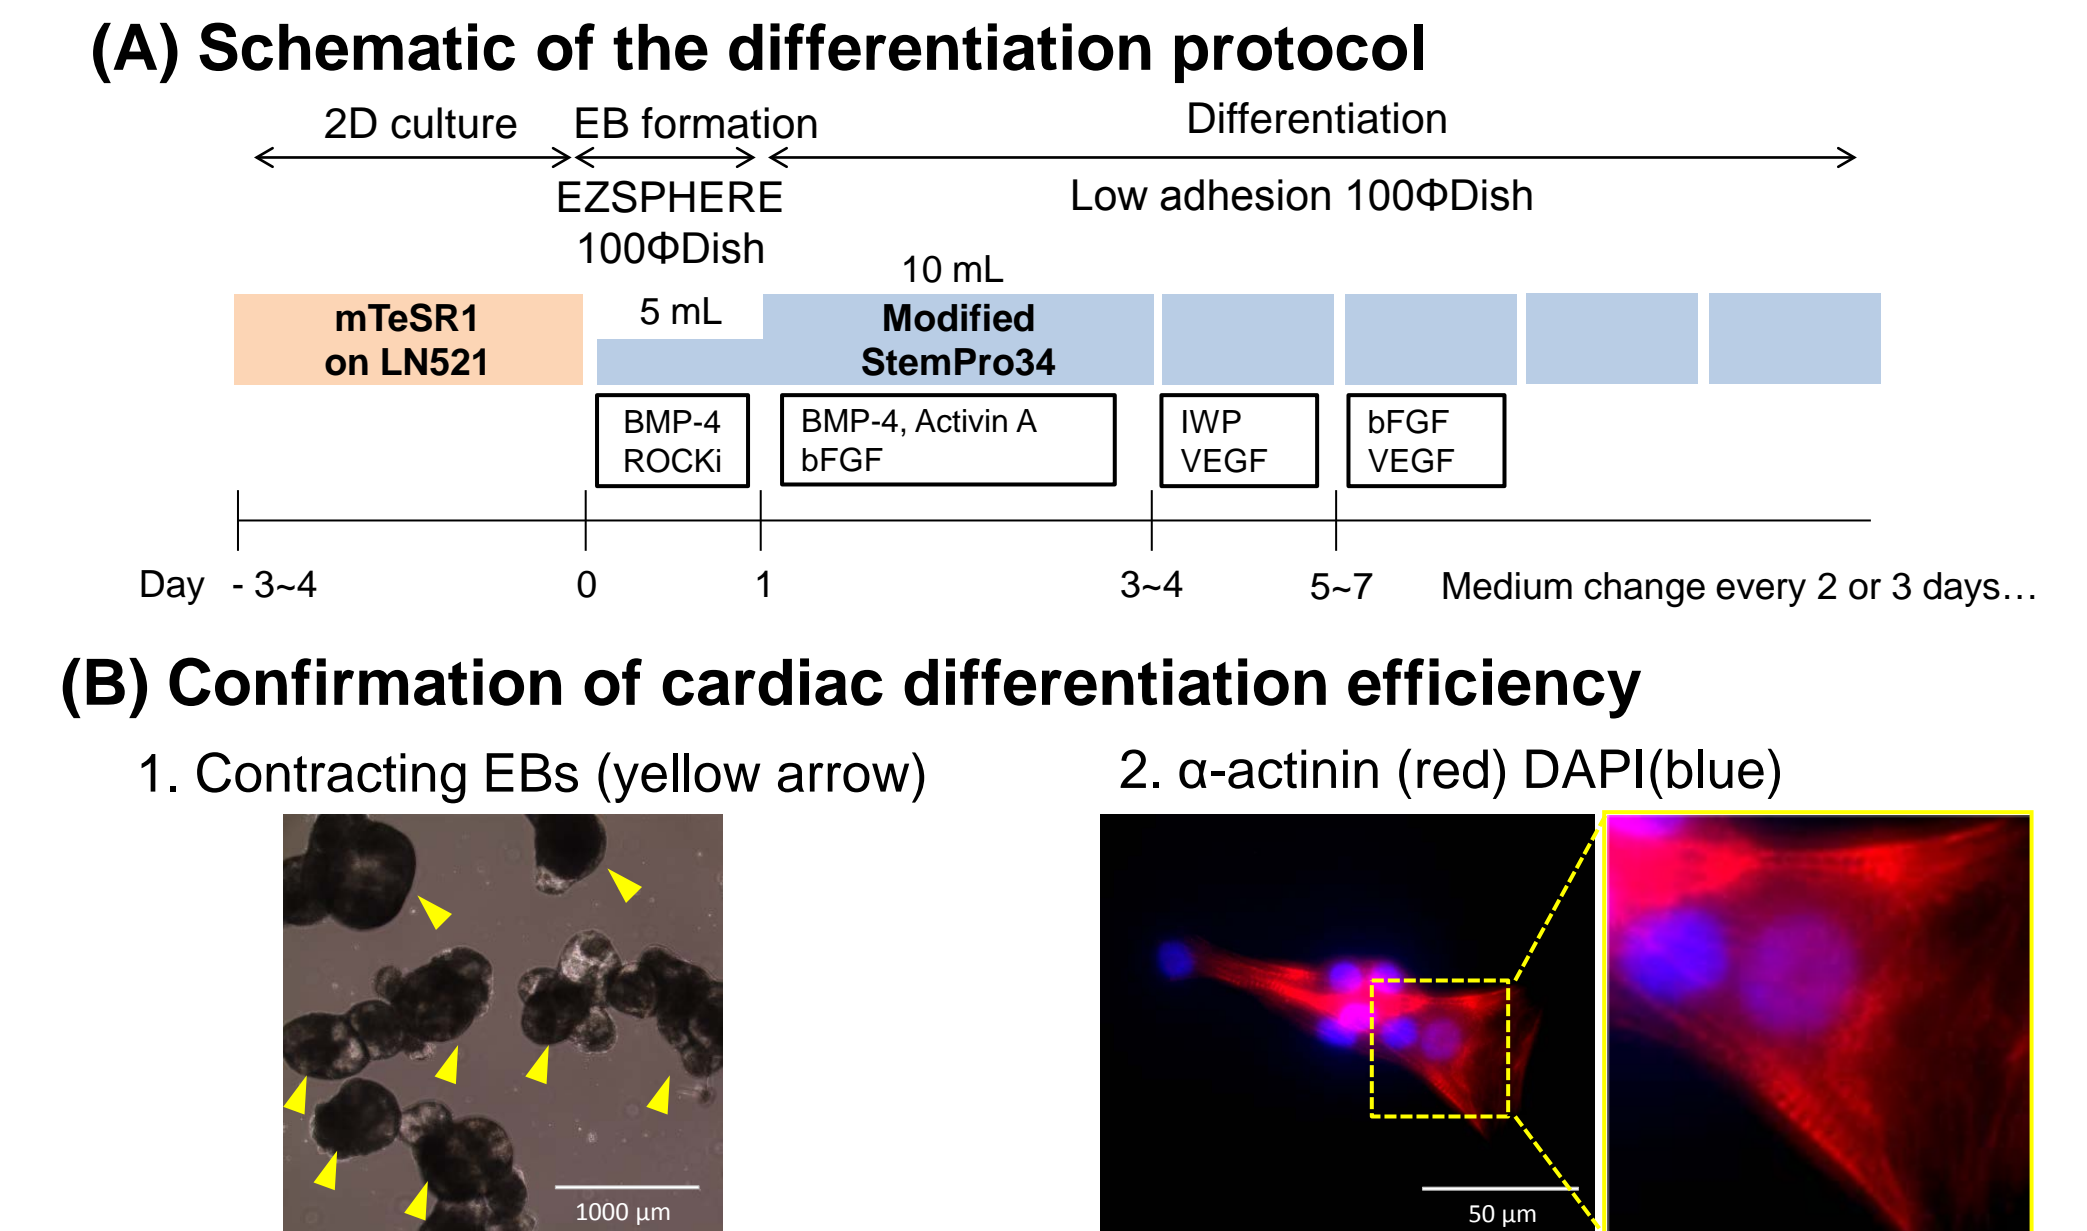 (A) Schematic of the differentiation protocol
2D culture
EB formation
Differentiation
EZSPHERE
100ΦDish
Low adhesion 100ΦDish
10 mL
5 mL
mTeSR1
on LN521
Modified
StemPro34
BMP-4
ROCKi
BMP-4, Activin A
bFGF
IWP
VEGF
bFGF
VEGF
Day - 3~4 0 1 3~4 5~7 Medium change every 2 or 3 days…
(B) Confirmation of cardiac differentiation efficiency
1. Contracting EBs (yellow arrow)
2. α-actinin (red) DAPI(blue)
1000 μm
50 μm